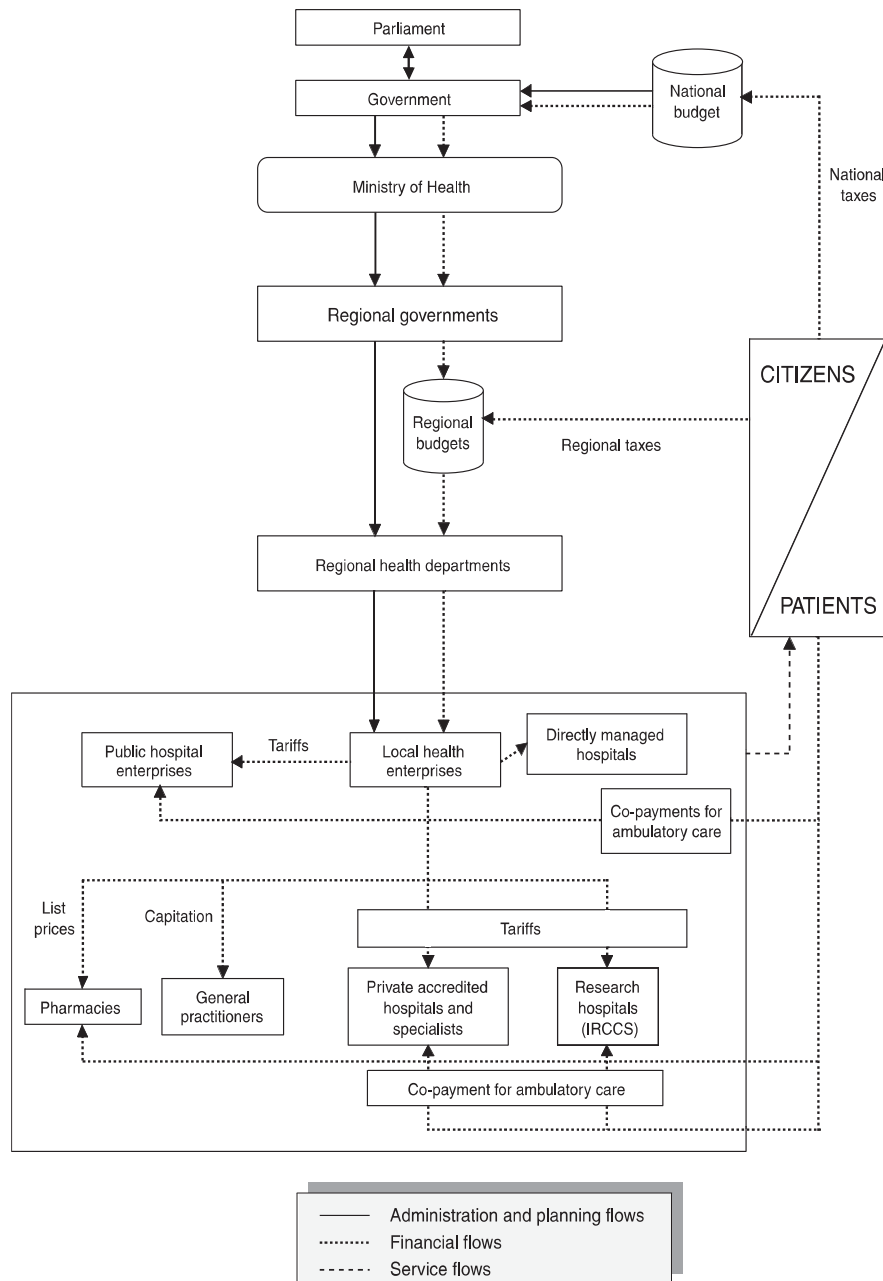 Parliament
Government
National
budget
National
taxes
Ministry of Health
Regional governments
CITIZENS
Regional
budgets
Regional taxes
Regional health departments
PATIENTS
Public hospital
enterprises
Tariffs
Local health
enterprises
Directly managed
hospitals
Co-payments for
ambulatory care
List
prices
Capitation
Tariffs
Pharmacies
General
practitioners
Private accredited
hospitals and
specialists
Research
hospitals
(IRCCS)
Co-payment for ambulatory care
Administration and planning flows
Financial flows
Service flows